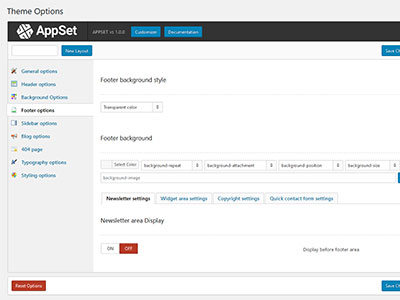 Theme Options
AppSet APPSET v1. 1.0.0 Customizer Documentation
New Layout Save C
General options
Header options
Background Options
Footer options
Sidebar options
Blog options
404 page
Typography options
Styling options
Footer background style
Transparent color
Footer background
Select Color background-repeat background-attachment background-position background-size
background-image
Newsletter settings Widget area settings Copyright settings Quick contact form settings
Newsletter area Display
ON OFF Display before footer area
Reset Options Save C